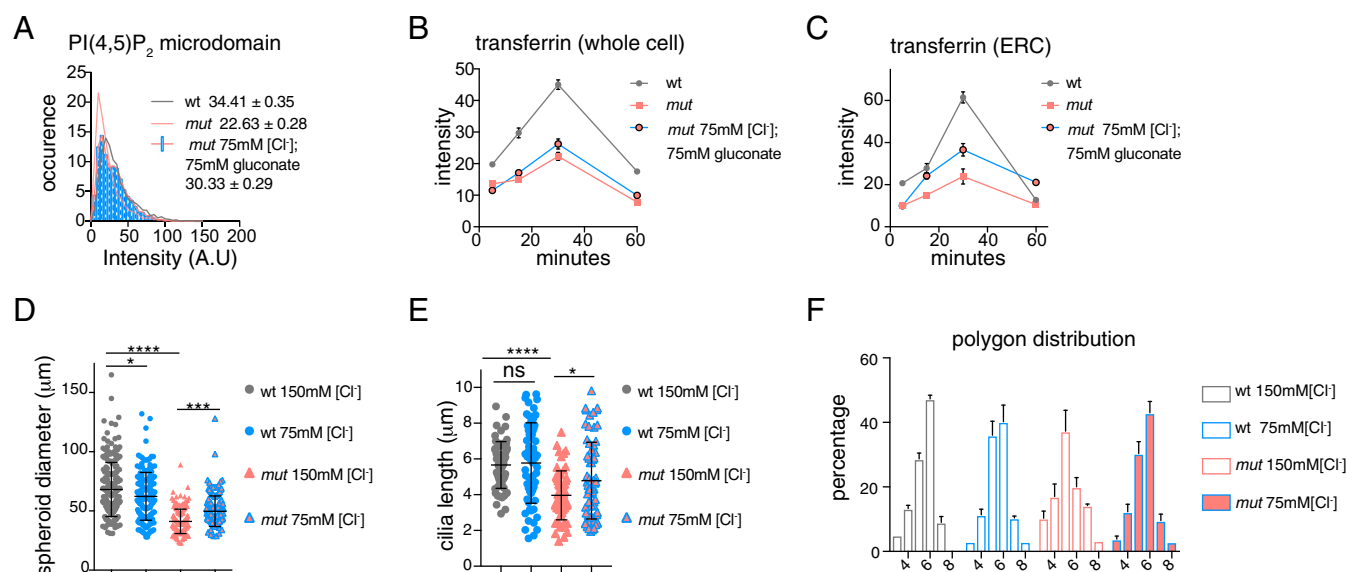 A
PI(4,5)P2 microdomain
25
20
15
10
5
0
occurence
0 50 100 150 200
Intensity (A.U)
wt 34.41 ± 0.35
mut 22.63 ± 0.28
mut 75mM [Cl-];
75mM gluconate
30.33 ± 0.29
B
transferrin (whole cell)
50
40
30
20
10
0
intensity
0 20 40 60
minutes
wt
mut
mut 75mM [Cl-];
75mM gluconate
C
transferrin (ERC)
60
40
20
0
intensity
0 20 40 60
minutes
wt
mut
mut 75mM [Cl-];
75mM gluconate
D
spheroid diameter (μm)
150
100
50
0
****
*
***
wt 150mM [Cl-]
wt 75mM [Cl-]
mut 150mM [Cl-]
mut 75mM [Cl-]
E
cilia length (μm)
10
8
6
4
2
0
****
ns
*
wt 150mM [Cl-]
wt 75mM [Cl-]
mut 150mM [Cl-]
mut 75mM [Cl-]
F
polygon distribution
60
40
20
0
percentage
4 6 8 4 6 8 4 6 8 4 6 8
wt 150mM[Cl-]
wt 75mM[Cl-]
mut 150mM[Cl-]
mut 75mM[Cl-]